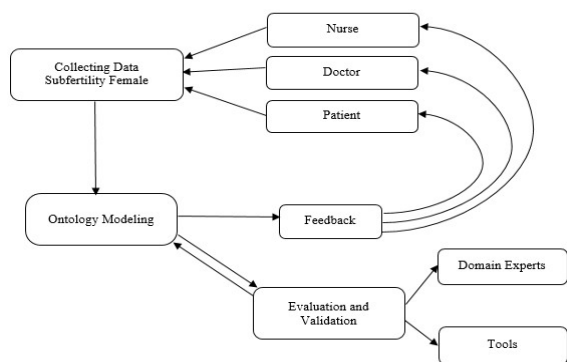 Nurse
Collecting Data
Subfertility Female
Doctor
Patient
Ontology Modeling
Feedback
Domain Experts
Evaluation and
Validation
Tools